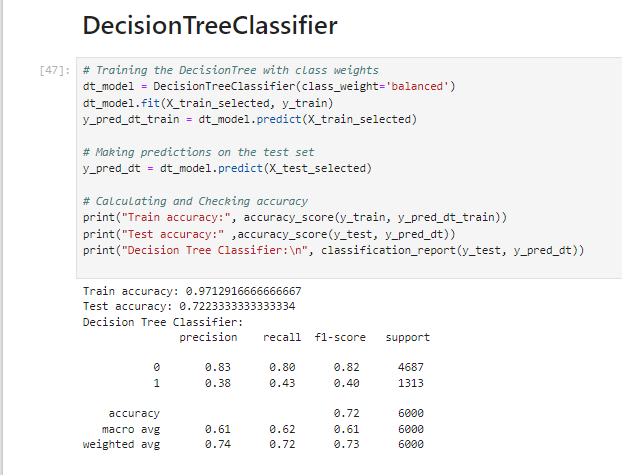 DecisionTreeClassifier
[47]: # Training the DecisionTree with class weights
dt_model = DecisionTreeClassifier(class_weight='balanced')
dt_model.fit(X_train_selected, y_train)
y_pred_dt_train = dt_model.predict(X_train_selected)
# Making predictions on the test set
y_pred_dt = dt_model.predict(X_test_selected)
# Calculating and Checking accuracy
print("Train accuracy:", accuracy_score(y_train, y_pred_dt_train))
print("Test accuracy:" ,accuracy_score(y_test, y_pred_dt))
print("Decision Tree Classifier:\n", classification_report(y_test, y_pred_dt))
Train accuracy: 0.9712916666666667
Test accuracy: 0.7223333333333334
Decision Tree Classifier:
precision recall f1-score support
0 0.83 0.80 0.82 4687
1 0.38 0.43 0.40 1313
accuracy 0.72 6000
macro avg 0.61 0.62 0.61 6000
weighted avg 0.74 0.72 0.73 6000